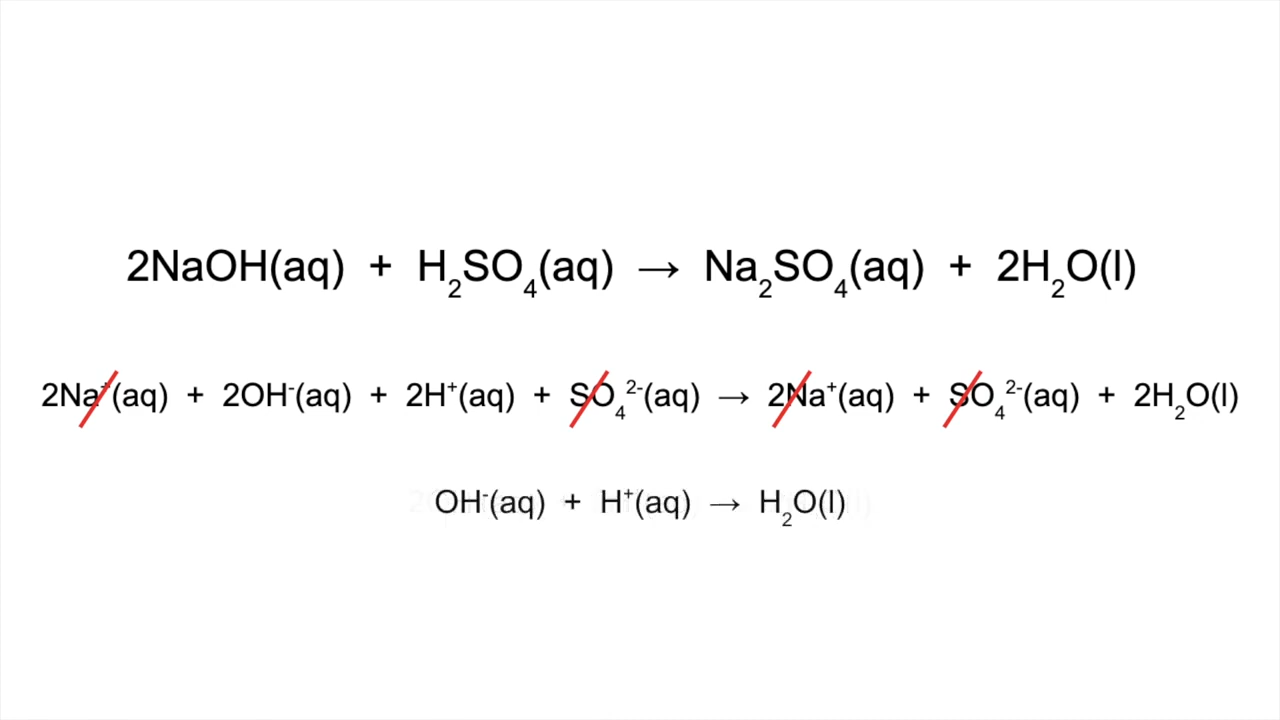 2NaOH(aq) + H₂SO₄(aq) → Na₂SO₄(aq) + 2H₂O(l)
2Na⁺(aq) + 2OH⁻(aq) + 2H⁺(aq) + SO₄²⁻(aq) → 2Na⁺(aq) + SO₄²⁻(aq) + 2H₂O(l)
OH⁻(aq) + H⁺(aq) → H₂O(l)